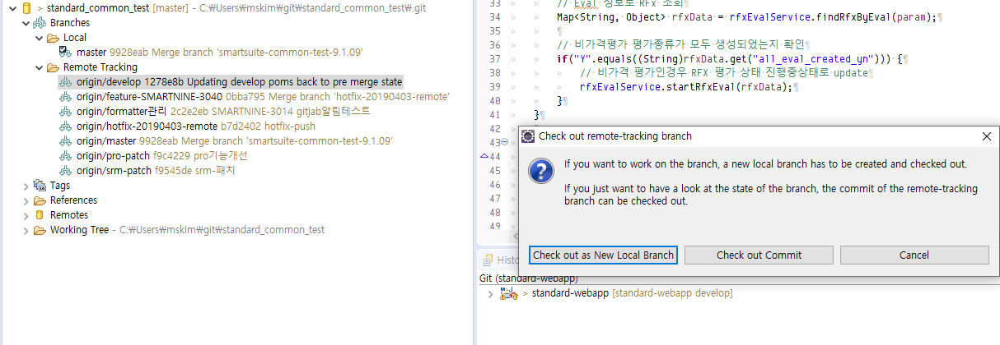 > standard_common_test [master] - C:\Users\mskim\git\standard_common_test\.git
Branches
Local
master 9928eab Merge branch 'smartsuite-common-test-9.1.09'
Remote Tracking
origin/develop 1278e8b Updating develop poms back to pre merge state
origin/feature-SMARTNINE-3040 0bba795 Merge branch 'hotfix-20190403-remote'
origin/formatter관리 2c2e2eb SMARTNINE-3014 gitjab알림테스트
origin/hotfix-20190403-remote b7d2402 hotfix-push
origin/master 9928eab Merge branch 'smartsuite-common-test-9.1.09'
origin/pro-patch f9c4229 pro기능개선
origin/srm-patch f9545de srm-패치
Tags
References
Remotes
Working Tree - C:\Users\mskim\git\standard_common_test
33 // Eval 정보로 RFx 조회
34 Map<String, Object> rfxData = rfxEvalService.findRfxByEval(param);
35
36 // 비가격평가 평가종류가 모두 생성되었는지 확인
37 if("Y".equals((String)rfxData.get("all_eval_created_yn"))) {
38 // 비가격 평가인경우 RFX 평가 상태 진행중상태로 update
39 rfxEvalService.startRfxEval(rfxData);
40 }
41 }
42
43
44
45
46
47
48
49
Check out remote-tracking branch
If you want to work on the branch, a new local branch has to be created and checked out.
If you just want to have a look at the state of the branch, the commit of the remote-tracking
branch can be checked out.
Check out as New Local Branch
Check out Commit
Cancel
Histo
Git (standard-webapp)
> standard-webapp [standard-webapp develop]